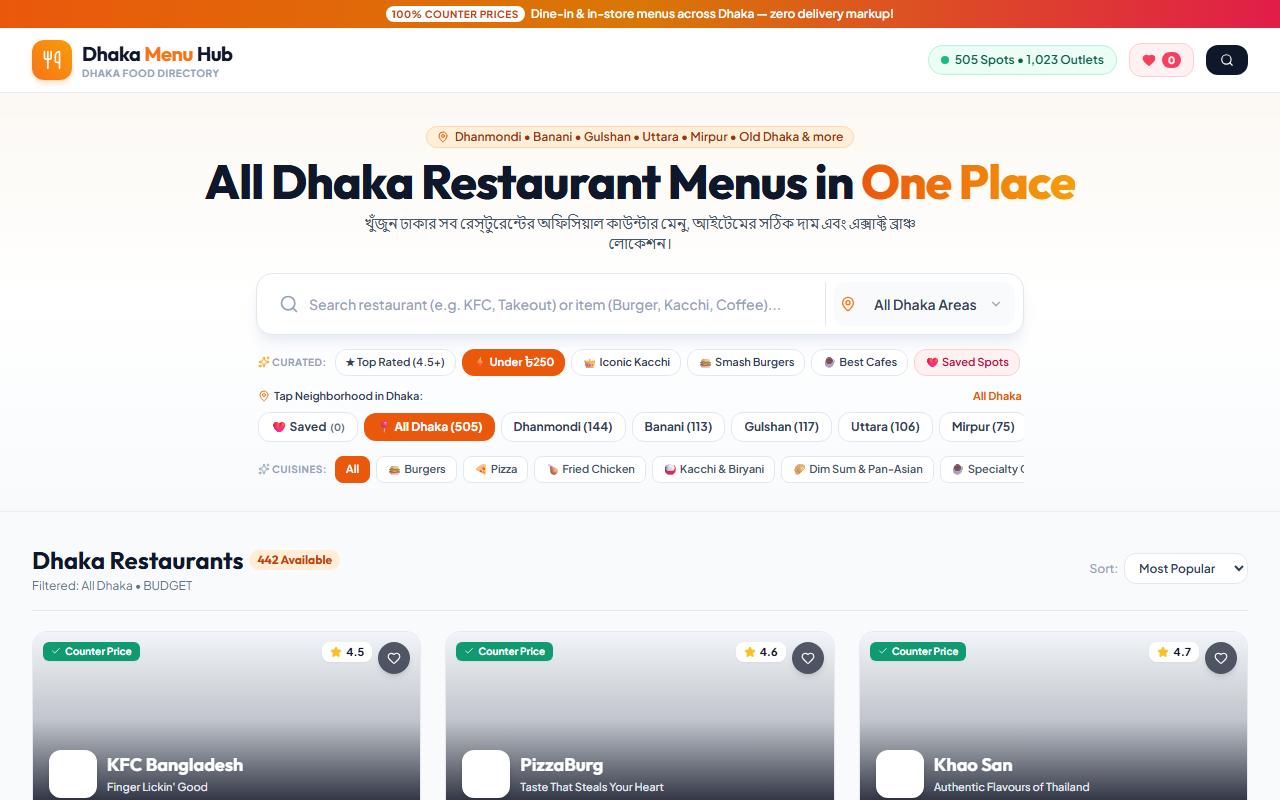 100% COUNTER PRICES Dine-in & in-store menus across Dhaka — zero delivery markup!
Dhaka Menu Hub
DHAKA FOOD DIRECTORY
505 Spots • 1,023 Outlets
0
Dhanmondi • Banani • Gulshan • Uttara • Mirpur • Old Dhaka & more
All Dhaka Restaurant Menus in One Place
খুঁজুন ঢাকার সব রেস্টুরেন্টের অফিসিয়াল কাউন্টার মেনু, আইটেমের সঠিক দাম এবং এক্সাক্ট ব্রাঞ্চ
লোকেশন।
Search restaurant (e.g. KFC, Takeout) or item (Burger, Kacchi, Coffee)...
All Dhaka Areas
CURATED: ★ Top Rated (4.5+) Under ৳250 Iconic Kacchi Smash Burgers Best Cafes Saved Spots
Tap Neighborhood in Dhaka: All Dhaka
Saved (0) All Dhaka (505) Dhanmondi (144) Banani (113) Gulshan (117) Uttara (106) Mirpur (75)
CUISINES: All Burgers Pizza Fried Chicken Kacchi & Biryani Dim Sum & Pan-Asian Specialty
Dhaka Restaurants 442 Available
Filtered: All Dhaka • BUDGET
Sort: Most Popular
Counter Price 4.5 Counter Price 4.6 Counter Price 4.7
KFC Bangladesh PizzaBurg Khao San
Finger Lickin' Good Taste That Steals Your Heart Authentic Flavours of Thailand